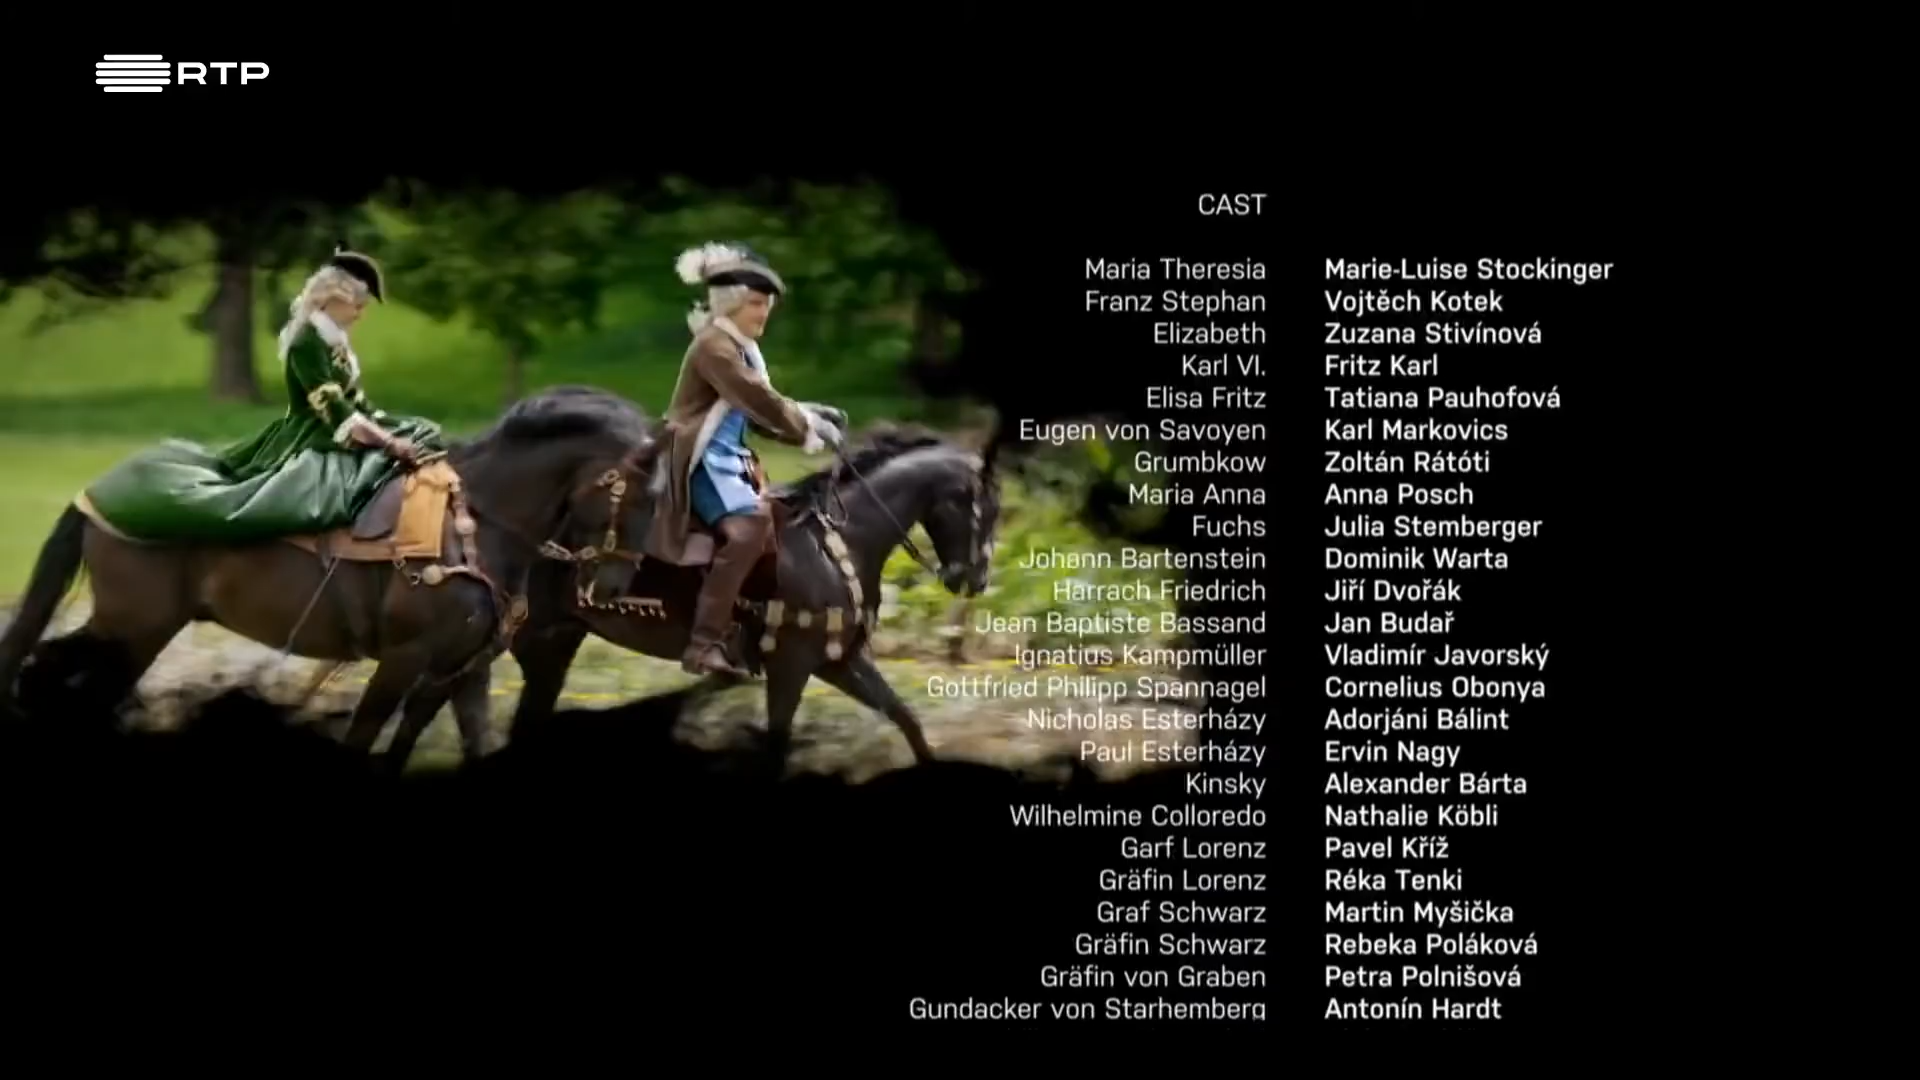 RTP
CAST
Maria Theresia Marie-Luise Stockinger
Franz Stephan Vojtěch Kotek
Elizabeth Zuzana Stivínová
Karl VI. Fritz Karl
Elisa Fritz Tatiana Pauhofová
Eugen von Savoyen Karl Markovics
Grumbkow Zoltán Rátóti
Maria Anna Anna Posch
Fuchs Julia Stemberger
Johann Bartenstein Dominik Warta
Harrach Friedrich Jiří Dvořák
Jean Baptiste Bassand Jan Budař
Ignatius Kampmüller Vladimír Javorský
Gottfried Philipp Spannagel Cornelius Obonya
Nicholas Esterházy Adorjáni Bálint
Paul Esterházy Ervin Nagy
Kinsky Alexander Bárta
Wilhelmine Colloredo Nathalie Köbli
Garf Lorenz Pavel Kříž
Gräfin Lorenz Réka Tenki
Graf Schwarz Martin Myšička
Gräfin Schwarz Rebeka Poláková
Gräfin von Graben Petra Polnišová
Gundacker von Starhemberg Antonín Hardt